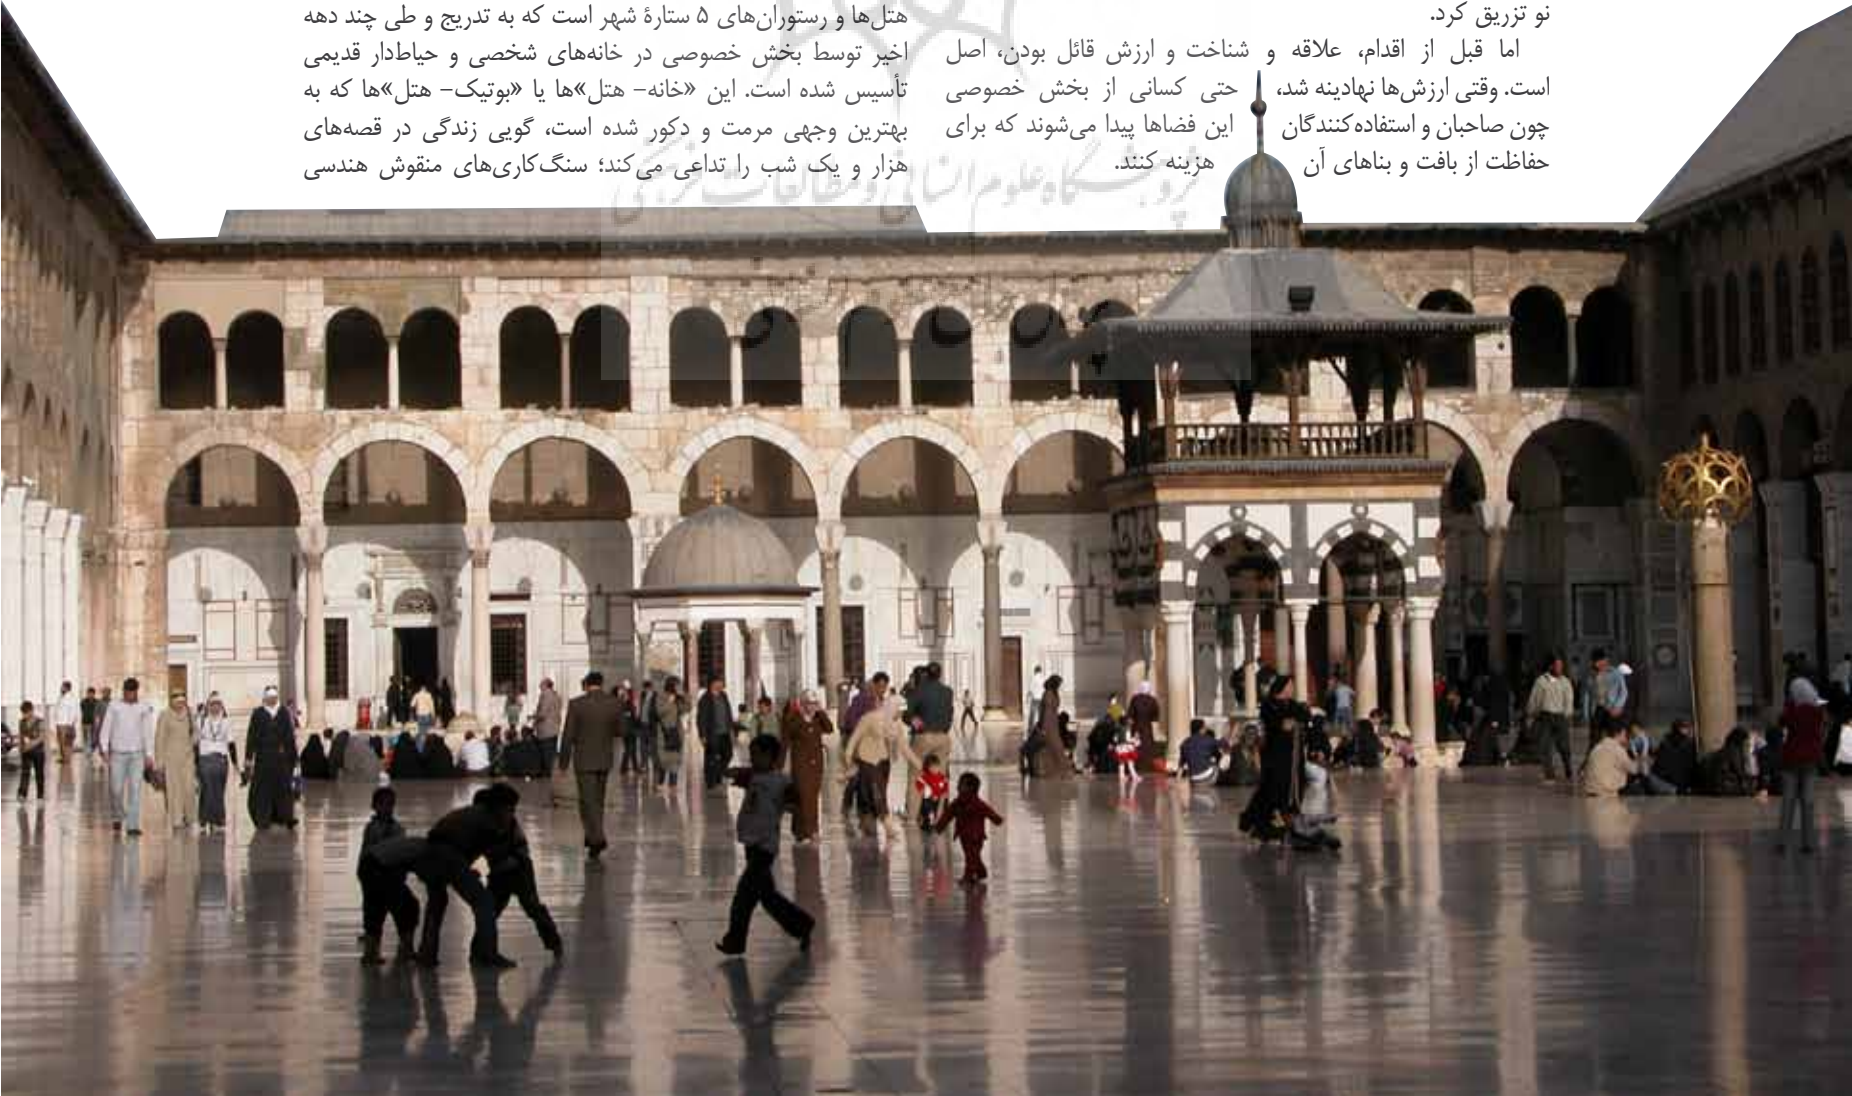 نو تزریق کرد.
اما قبل از اقدام، علاقه و شناخت و ارزش قائل بودن، اصل
است. وقتی ارزش‌ها نهادینه شد، حتی کسانی از بخش خصوصی
چون صاحبان و استفاده‌کنندگان این فضاها پیدا می‌شوند که برای
حفاظت از بافت و بناهای آن هزینه کنند.
هتل‌ها و رستوران‌های ۵ ستارهٔ شهر است که به تدریج و طی چند دهه
اخیر توسط بخش خصوصی در خانه‌های شخصی و حیاط‌دار قدیمی
تأسیس شده است. این «خانه- هتل»ها یا «بوتیک- هتل»ها که به
بهترین وجهی مرمت و دکور شده است، گویی زندگی در قصه‌های
هزار و یک شب را تداعی می‌کند؛ سنگ‌کاری‌های منقوش هندسی
پژوهشگاه علوم انسانی و مطالعات فرهنگی